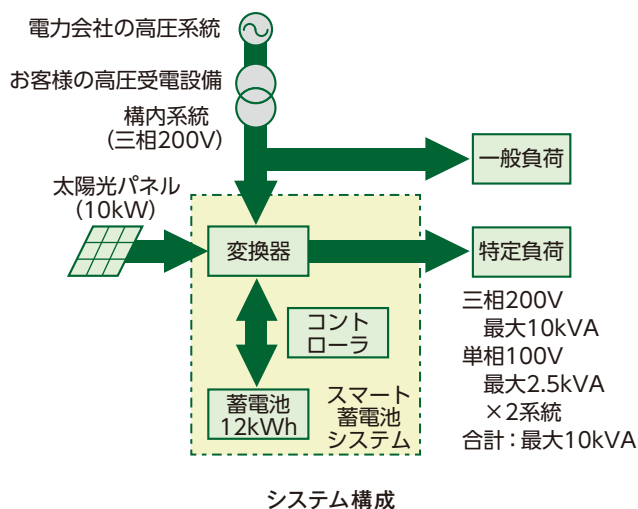 電力会社の高圧系統
お客様の高圧受電設備
構内系統
(三相200V)
一般負荷
太陽光パネル
(10kW)
変換器
特定負荷
三相200V
最大10kVA
単相100V
最大2.5kVA
×2系統
合計：最大10kVA
コント
ローラ
蓄電池
12kWh
スマート
蓄電池
システム
システム構成